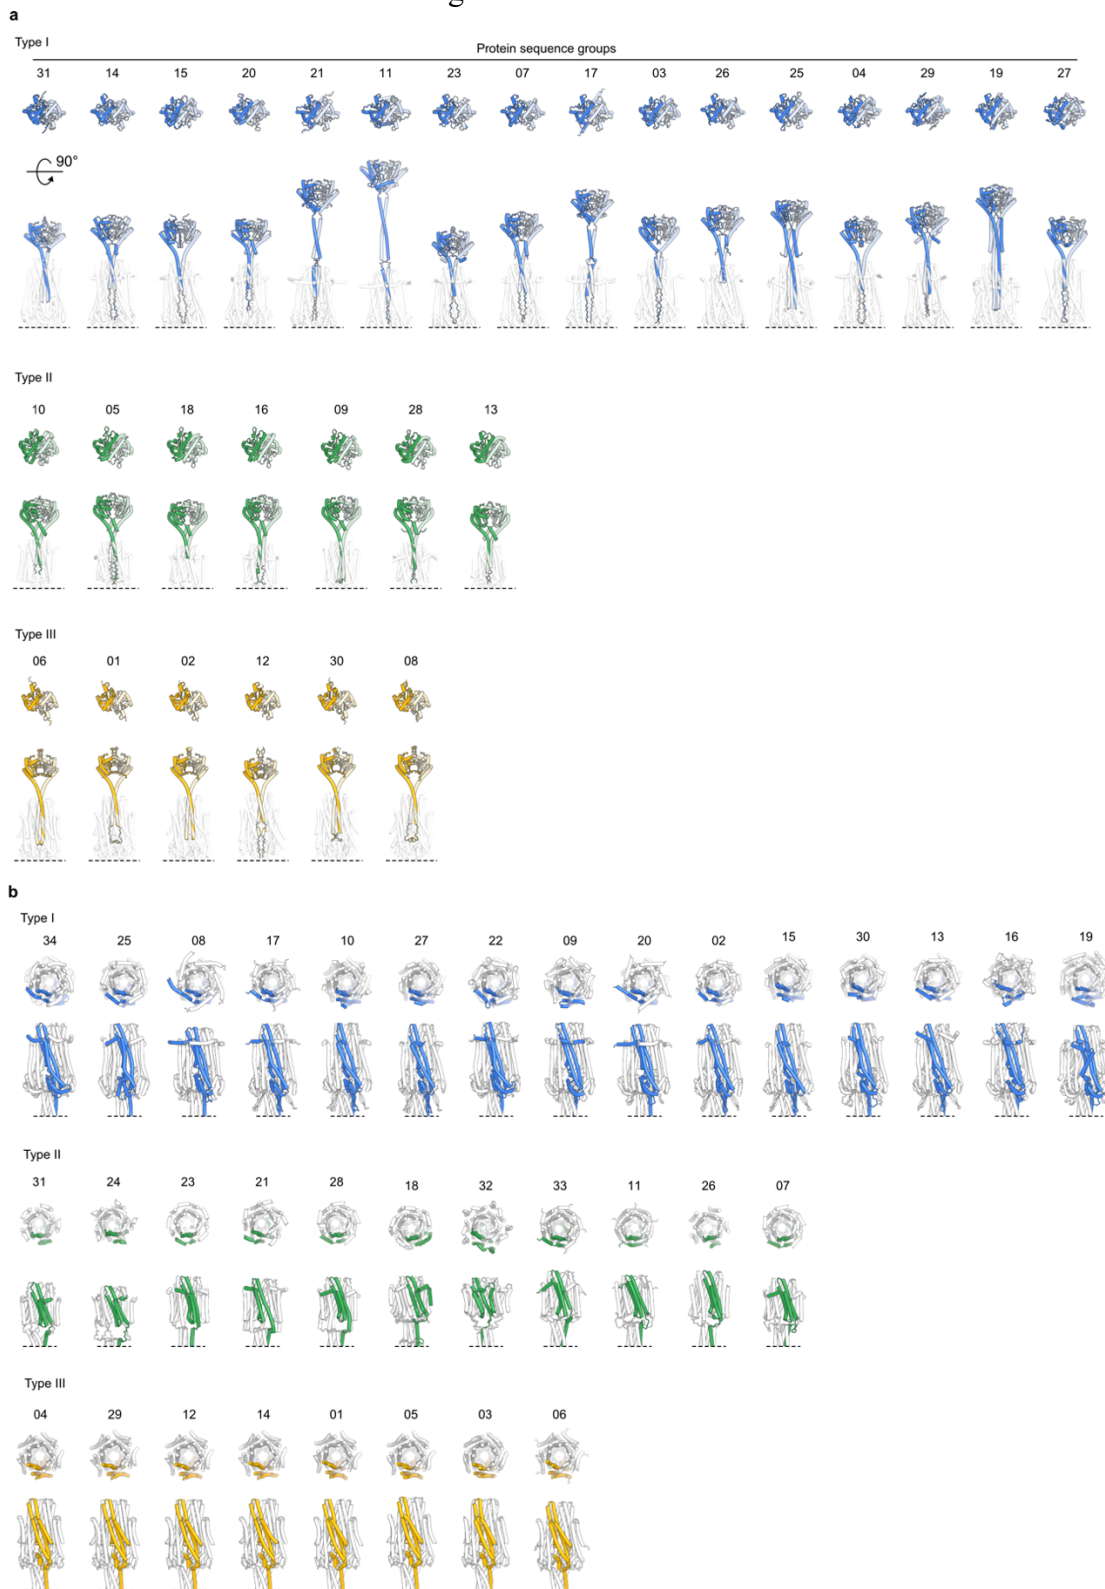 g
a
Type I
Protein sequence groups
31 14 15 20 21 11 23 07 17 03 26 25 04 29 19 27
90°
Type II
10 05 18 16 09 28 13
Type III
06 01 02 12 30 08
b
Type I
34 25 08 17 10 27 22 09 20 02 15 30 13 16 19
Type II
31 24 23 21 28 18 32 33 11 26 07
Type III
04 29 12 14 01 05 03 06